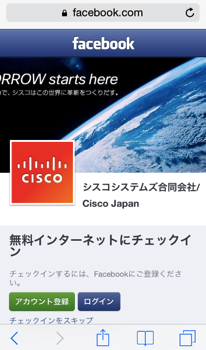 facebook.com
facebook
ORROW starts here
で、シスコはこの世界に革新をつくりだす。
CISCO
シスコシステムズ合同会社/
Cisco Japan
無料インターネットにチェックイ
ン
チェックインするには、Facebookにご登録くだ
さい。
アカウント登録 ログイン
チェックインをスキップ